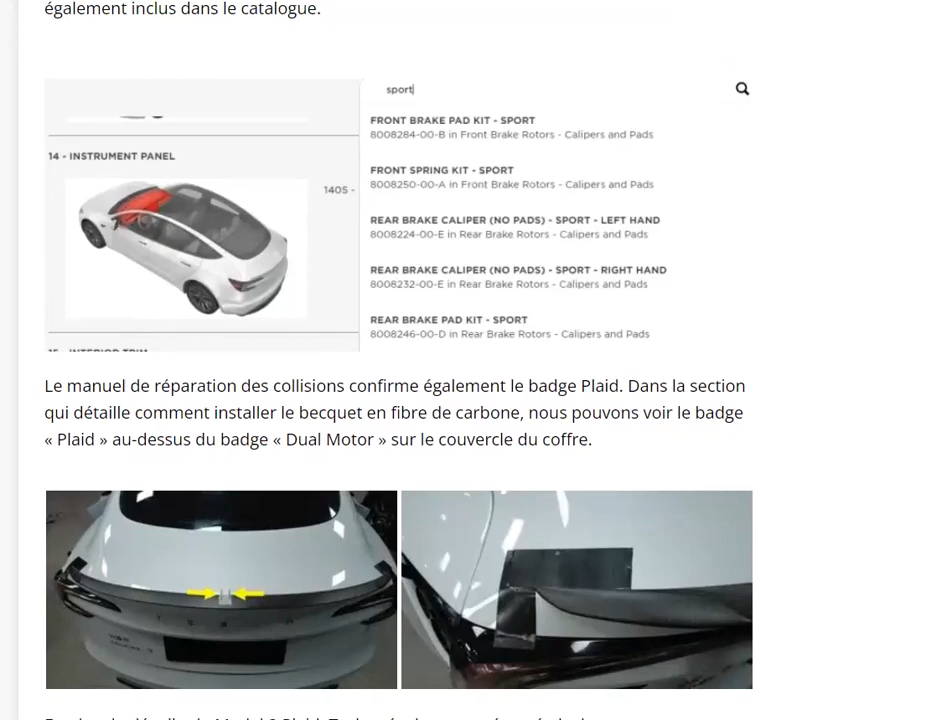 également inclus dans le catalogue.
sport
FRONT BRAKE PAD KIT - SPORT
8008284-00-B in Front Brake Rotors - Calipers and Pads
14 - INSTRUMENT PANEL
FRONT SPRING KIT - SPORT
1405 -
8008250-00-A in Front Brake Rotors - Calipers and Pads
REAR BRAKE CALIPER (NO PADS) - SPORT - LEFT HAND
8008224-00-E in Rear Brake Rotors - Calipers and Pads
REAR BRAKE CALIPER (NO PADS) - SPORT - RIGHT HAND
8008232-00-E in Rear Brake Rotors - Calipers and Pads
REAR BRAKE PAD KIT - SPORT
8008246-00-D in Rear Brake Rotors - Calipers and Pads
Le manuel de réparation des collisions confirme également le badge Plaid. Dans la section
qui détaille comment installer le becquet en fibre de carbone, nous pouvons voir le badge
« Plaid » au-dessus du badge « Dual Motor » sur le couvercle du coffre.